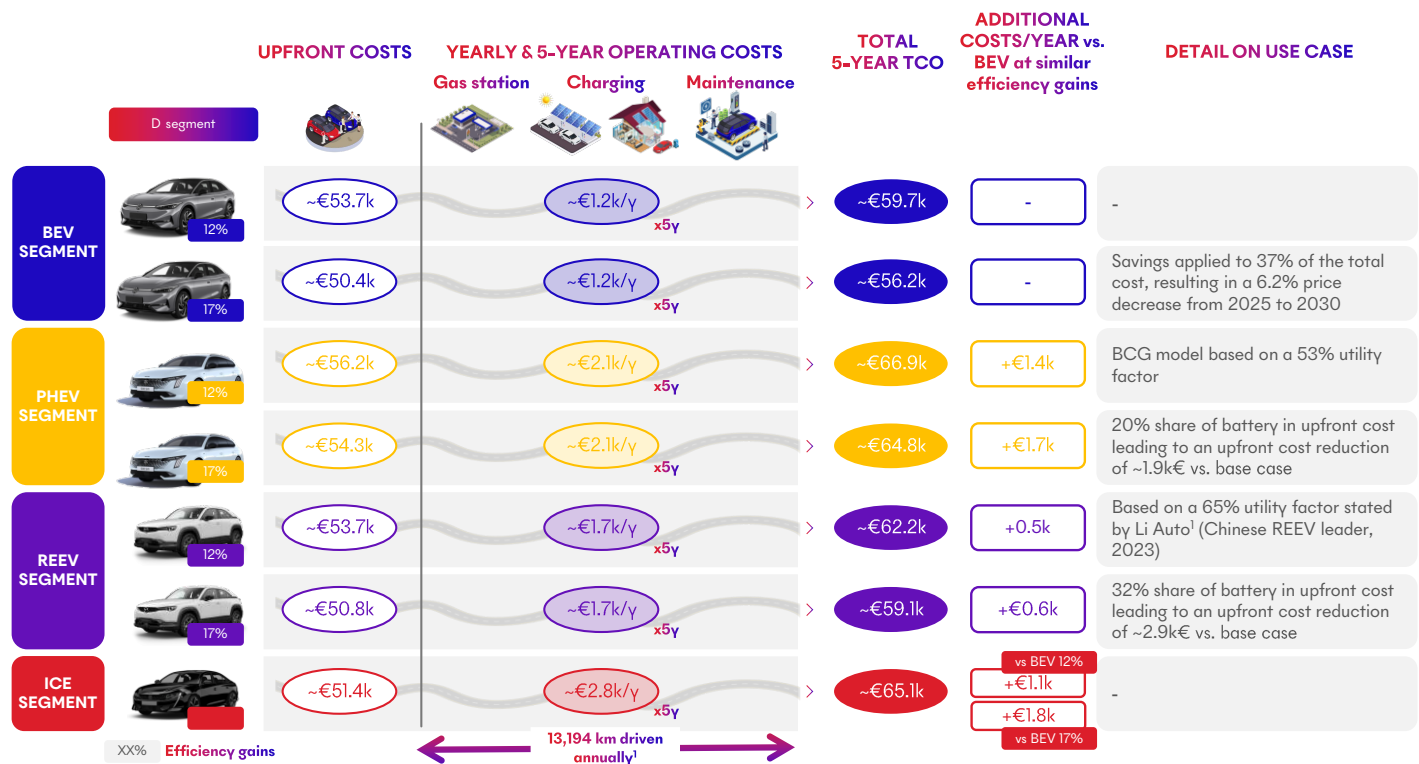 UPFRONT COSTS
YEARLY & 5-YEAR OPERATING COSTS
Gas station
Charging
Maintenance
TOTAL
5-YEAR TCO
ADDITIONAL
COSTS/YEAR vs.
BEV at similar
efficiency gains
DETAIL ON USE CASE
D segment
BEV
SEGMENT
12%
~€53.7k
~€1.2k/y
x5y
~€59.7k
-
-
17%
~€50.4k
~€1.2k/y
x5y
~€56.2k
-
Savings applied to 37% of the total
cost, resulting in a 6.2% price
decrease from 2025 to 2030
PHEV
SEGMENT
12%
~€56.2k
~€2.1k/y
x5y
~€66.9k
+€1.4k
BCG model based on a 53% utility
factor
17%
~€54.3k
~€2.1k/y
x5y
~€64.8k
+€1.7k
20% share of battery in upfront cost
leading to an upfront cost reduction
of ~1.9k€ vs. base case
REEV
SEGMENT
12%
~€53.7k
~€1.7k/y
x5y
~€62.2k
+0.5k
Based on a 65% utility factor stated
by Li Auto¹ (Chinese REEV leader,
2023)
17%
~€50.8k
~€1.7k/y
x5y
~€59.1k
+€0.6k
32% share of battery in upfront cost
leading to an upfront cost reduction
of ~2.9k€ vs. base case
ICE
SEGMENT
~€51.4k
~€2.8k/y
x5y
~€65.1k
vs BEV 12%
+€1.1k
+€1.8k
vs BEV 17%
-
XX% Efficiency gains
13,194 km driven
annually¹